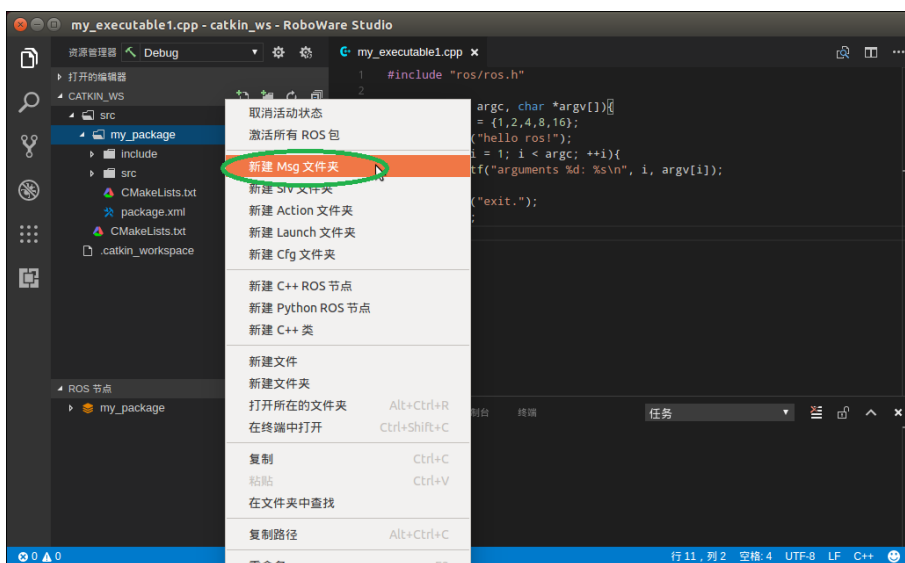 my_executable1.cpp - catkin_ws - RoboWare Studio
资源管理器 Debug
my_executable1.cpp
打开的编辑器
CATKIN_WS
src
my_package
include
src
CMakeLists.txt
package.xml
CMakeLists.txt
.catkin_workspace
ROS 节点
my_package
取消活动状态
激活所有 ROS 包
新建 Msg 文件夹
新建 Srv 文件夹
新建 Action 文件夹
新建 Launch 文件夹
新建 Cfg 文件夹
新建 C++ ROS 节点
新建 Python ROS 节点
新建 C++ 类
新建文件
新建文件夹
打开所在的文件夹 Alt+Ctrl+R
在终端中打开 Ctrl+Shift+C
复制 Ctrl+C
粘贴 Ctrl+V
在文件夹中查找
复制路径 Alt+Ctrl+C
1 #include "ros/ros.h"
2
argc, char *argv[]){
= {1,2,4,8,16};
("hello ros!");
i = 1; i < argc; ++i){
tf("arguments %d: %s\n", i, argv[i]);
("exit.");
;
制台 终端 任务
0 0 行 11，列 2 空格: 4 UTF-8 LF C++